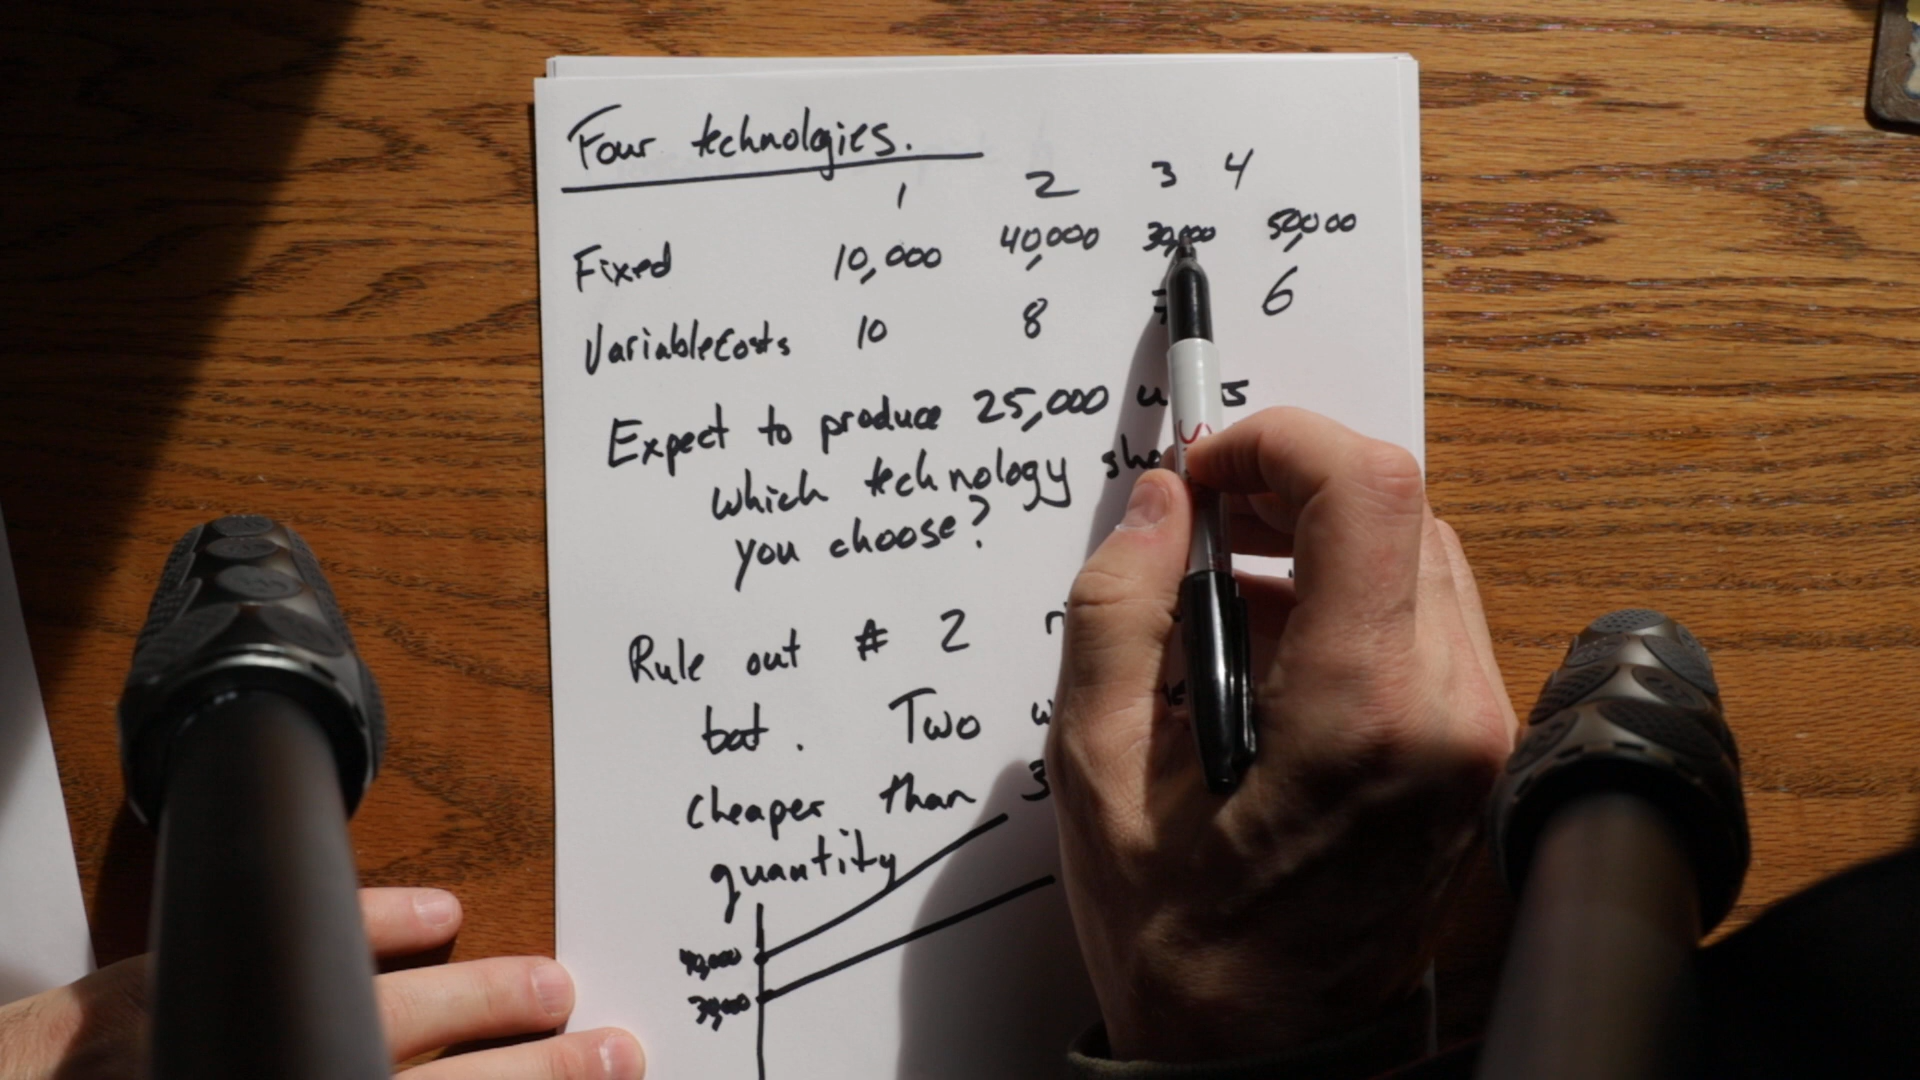 Four technologies.
1 2 3 4
Fixed 10,000 40,000 30,000 50,000
Variable Costs 10 8 7 6
Expect to produce 25,000
which technology
you choose?
Rule out # 2
bat. Two
cheaper than 3
quantity
40,000
30,000